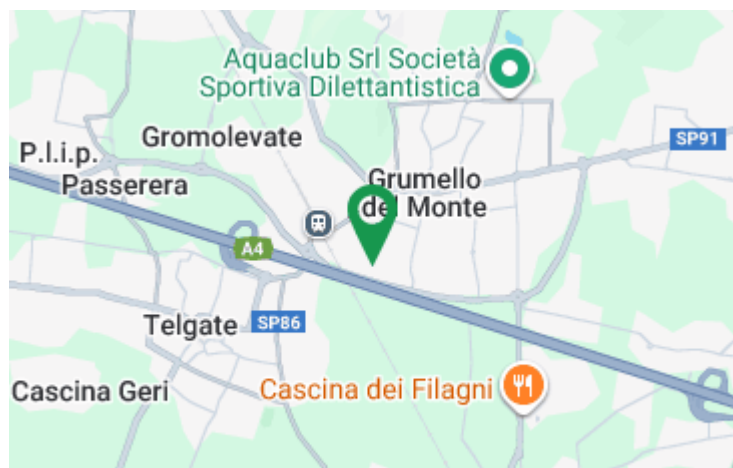 Aquaclub Srl Società
Sportiva Dilettantistica
Gromolevate
SP91
P.l.i.p.
Passerera
Grumello
del Monte
A4
Telgate
SP86
Cascina Geri
Cascina dei Filagni